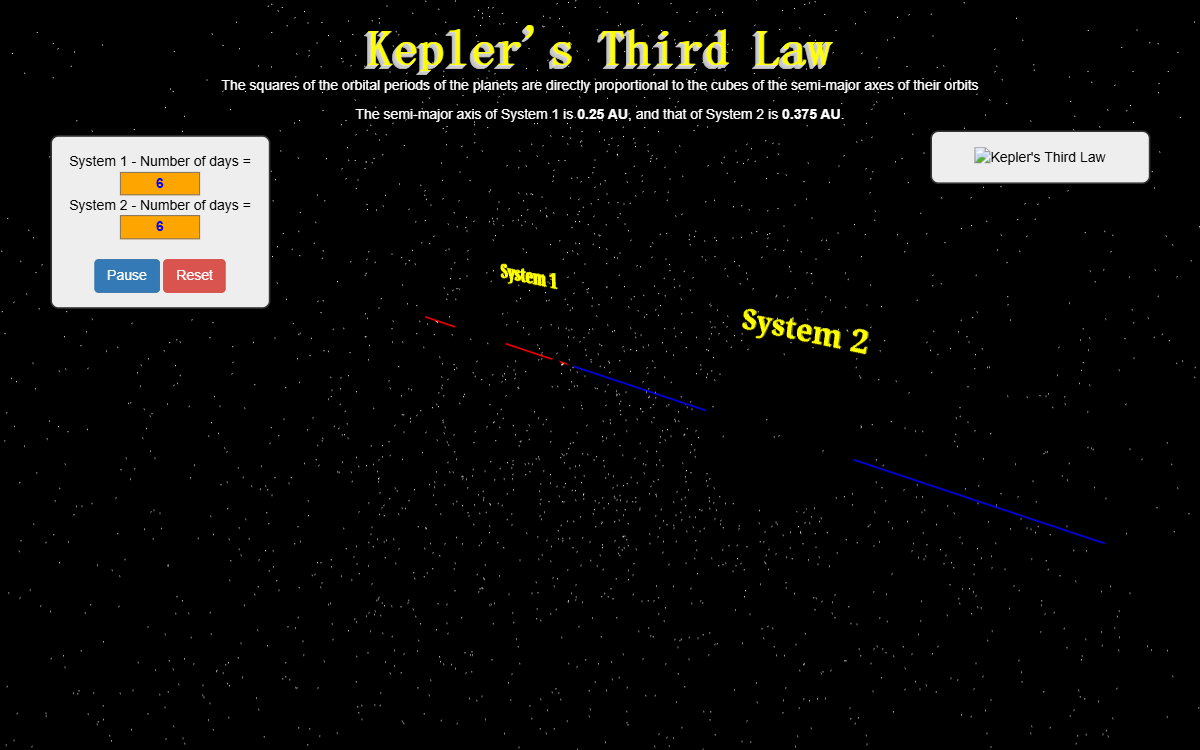 Kepler's Third Law
The squares of the orbital periods of the planets are directly proportional to the cubes of the semi-major axes of their orbits
The semi-major axis of System 1 is 0.25 AU, and that of System 2 is 0.375 AU.
System 1 - Number of days =
6
System 2 - Number of days =
6
Pause Reset
Kepler's Third Law
System 1
System 2